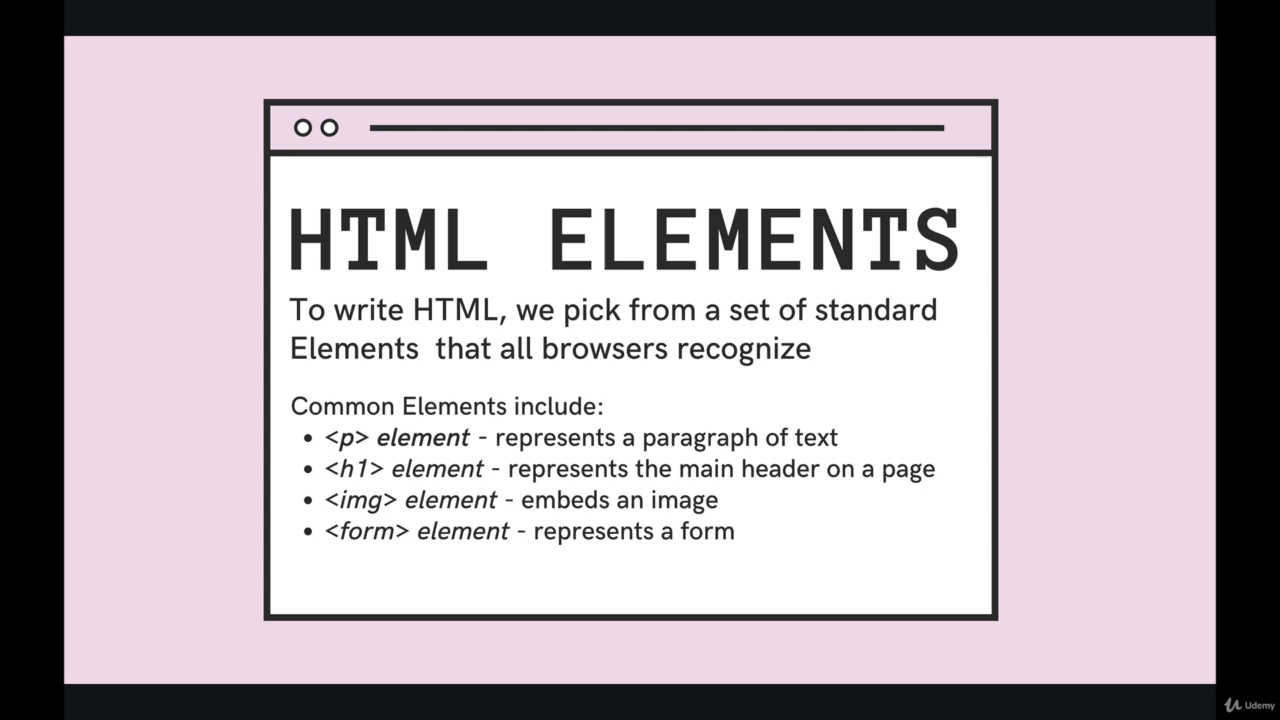 HTML ELEMENTS
To write HTML, we pick from a set of standard
Elements  that all browsers recognize
Common Elements include:
• <p> element - represents a paragraph of text
• <h1> element - represents the main header on a page
• <img> element - embeds an image
• <form> element - represents a form
Udemy